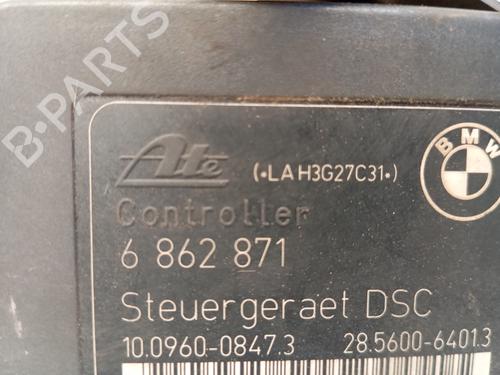 B-PARTS
Ate
(•LAH3G27C31•)
BMW
Controller
6 862 871
Steuergeraet DSC
10.0960-0847.3 28.5600-6401.3